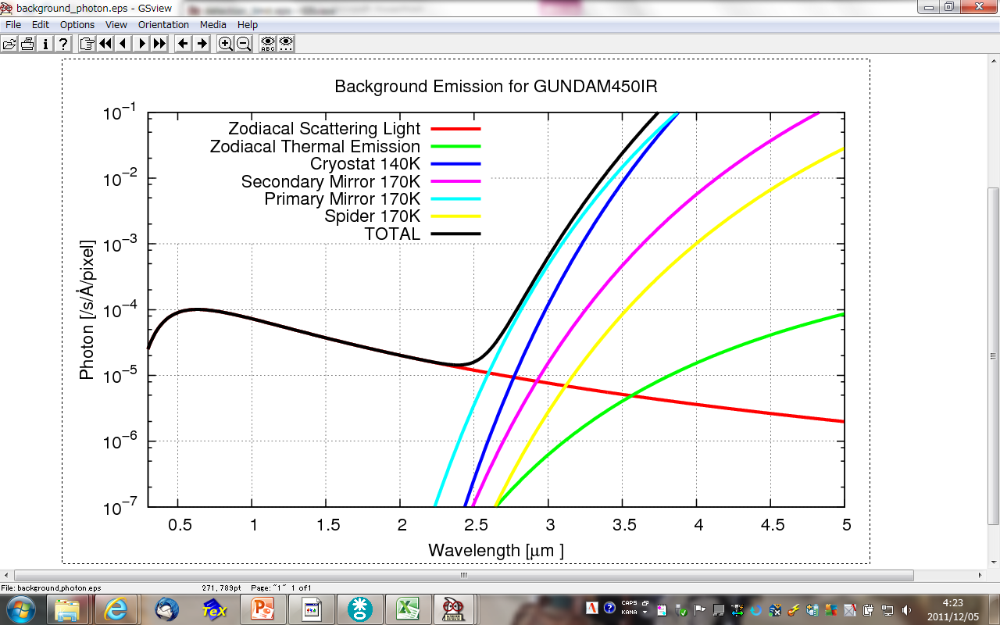 background_photon.eps - GSview
File Edit Options View Orientation Media Help
Background Emission for GUNDAM450IR
Zodiacal Scattering Light
Zodiacal Thermal Emission
Cryostat 140K
Secondary Mirror 170K
Primary Mirror 170K
Spider 170K
TOTAL
10⁻¹
10⁻²
10⁻³
10⁻⁴
10⁻⁵
10⁻⁶
10⁻⁷
Photon [/s/Å/pixel]
0.5 1 1.5 2 2.5 3 3.5 4 4.5 5
Wavelength [μm ]
File: background_photon.eps 271, 789pt Page: "1" 1 of 1
TEX
A CAPS
KANA
4:23
2011/12/05